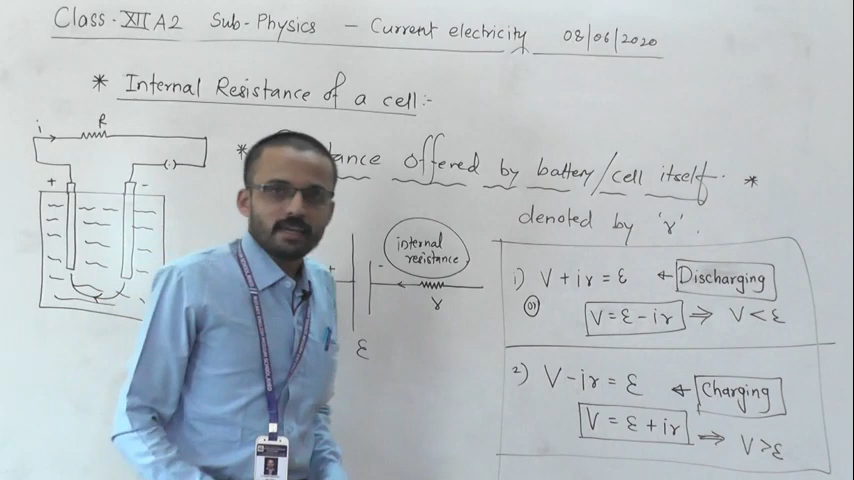 Class-XII A2 Sub-Physics - Current electricity 08/06/2020
* Internal Resistance of a cell:-
* tance offered by battery/cell itself. *
denoted by 'r'.
i R
+ -
+ -
internal
resistance
r
ε
1) V + ir = ε ← Discharging
or V = ε - ir ⇒ V < ε
2) V - ir = ε ← Charging
V = ε + ir ⇒ V > ε